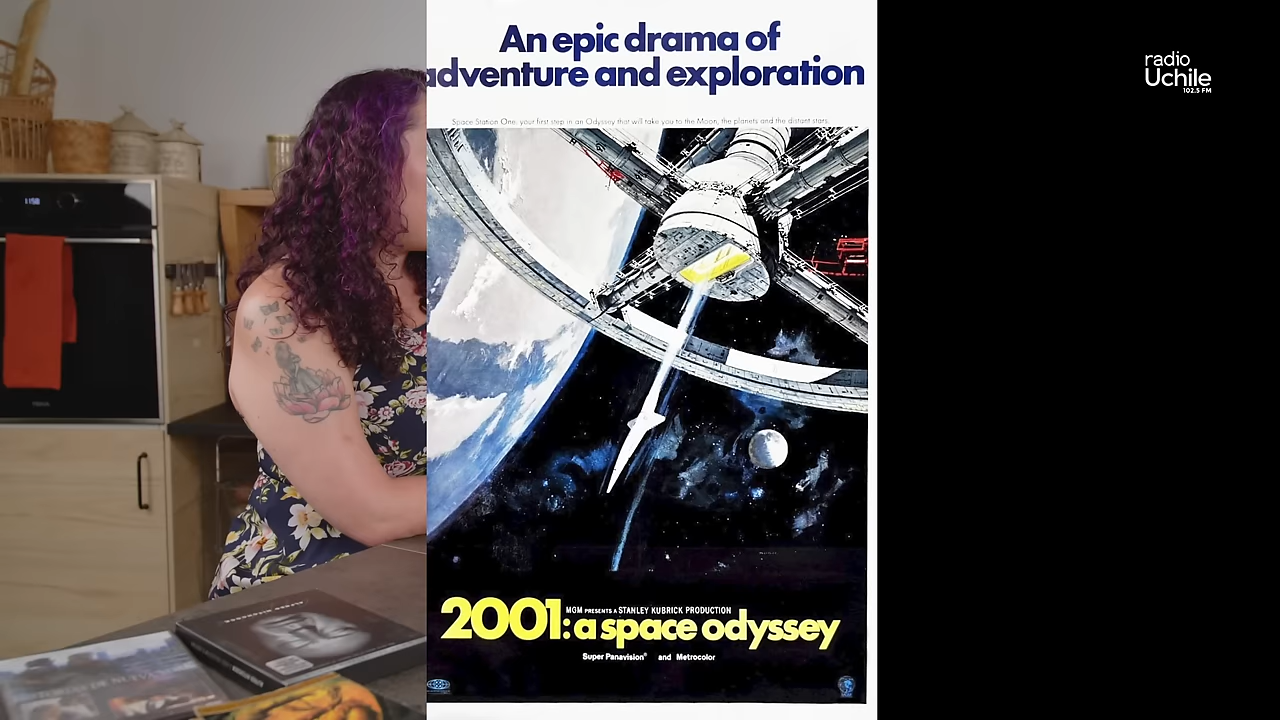 An epic drama of
adventure and exploration
Space Station One: your first step in an Odyssey that will take you to the Moon, the planets and the distant stars.
radio
Uchile
102.5 FM
1158
MGM PRESENTS A STANLEY KUBRICK PRODUCTION
2001: a space odyssey
Super Panavision® and Metrocolor